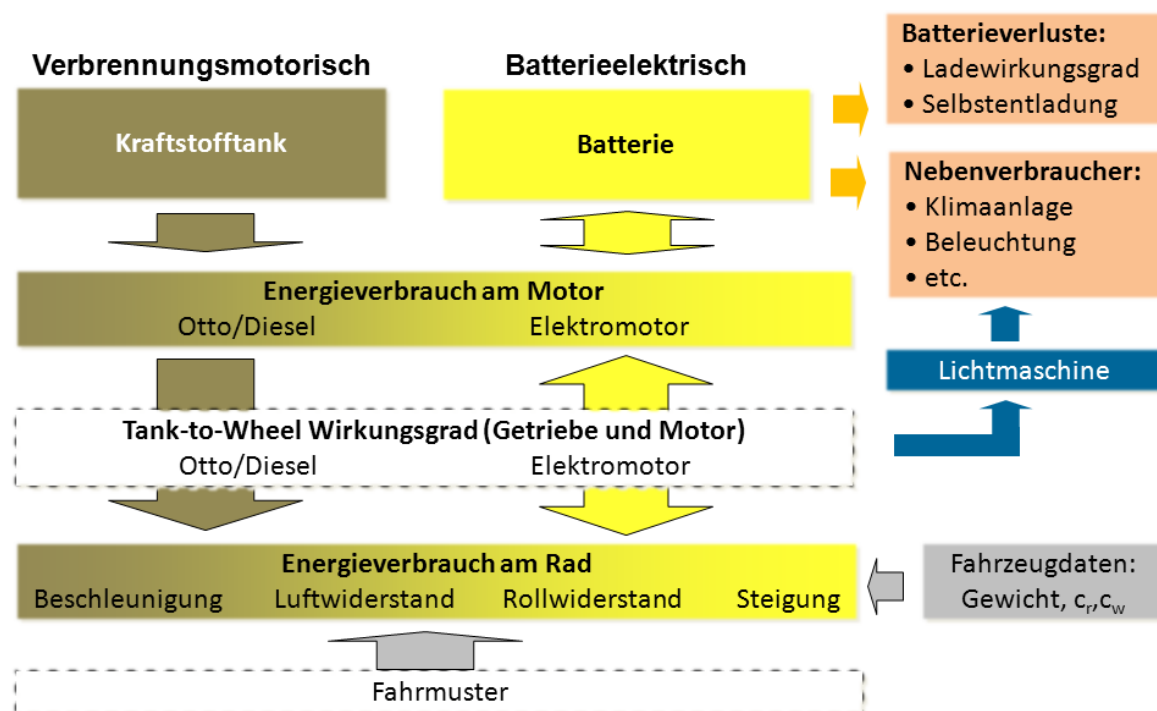 Verbrennungsmotorisch
Batterieelektrisch
Kraftstofftank
Batterie
Batterieverluste:
• Ladewirkungsgrad
• Selbstentladung
Nebenverbraucher:
• Klimaanlage
• Beleuchtung
• etc.
Energieverbrauch am Motor
Otto/Diesel Elektromotor
Lichtmaschine
Tank-to-Wheel Wirkungsgrad (Getriebe und Motor)
Otto/Diesel Elektromotor
Energieverbrauch am Rad
Beschleunigung Luftwiderstand Rollwiderstand Steigung
Fahrzeugdaten:
Gewicht, cr,cw
Fahrmuster